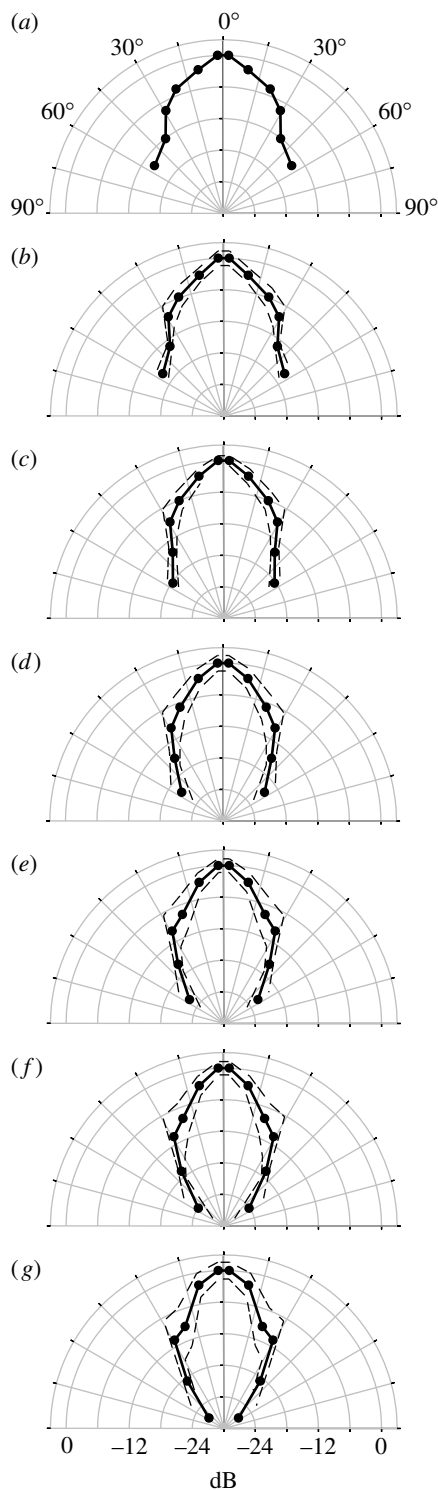 (a) 0°
30° 30°
60° 60°
90° 90°
(b)
(c)
(d)
(e)
(f)
(g)
0 –12 –24 –24 –12 0
dB